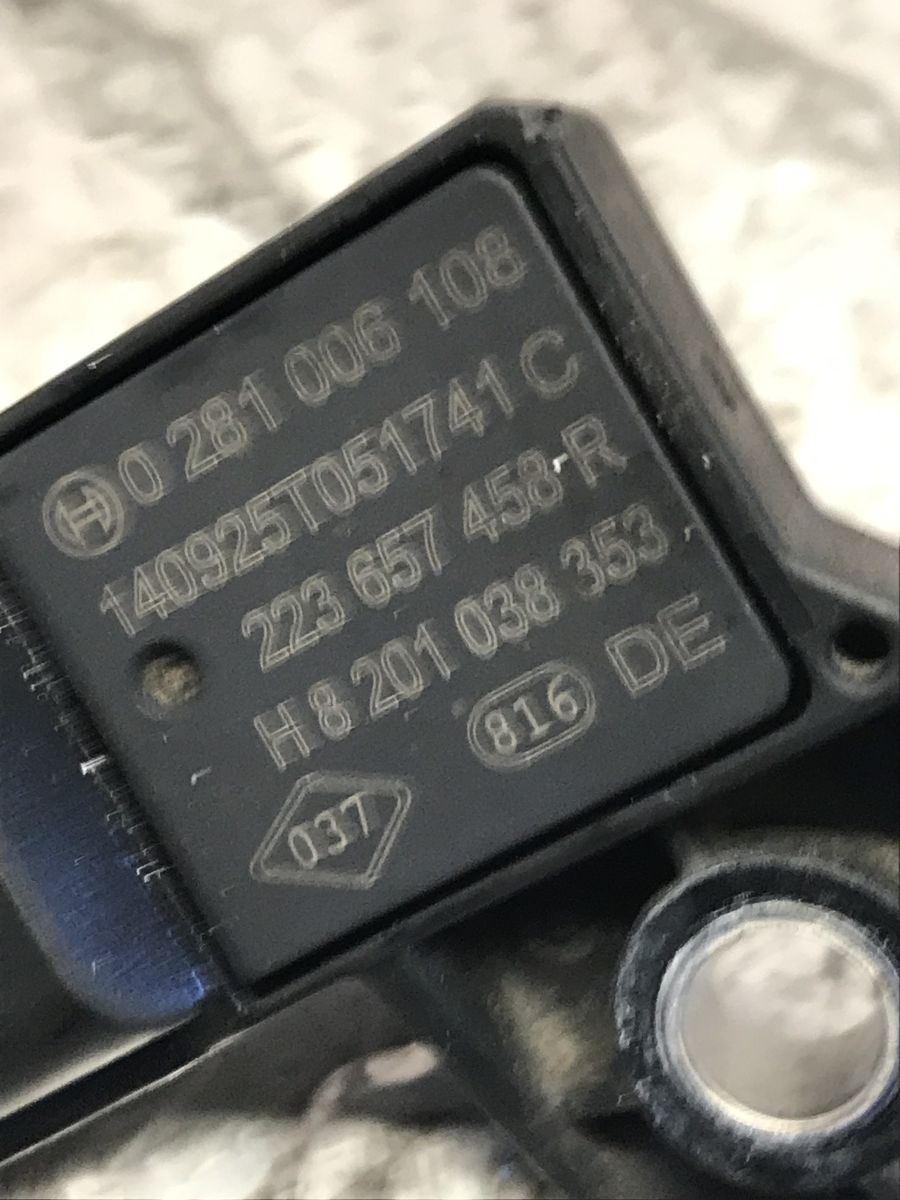 0 281 006 108
140925T051741 C
223 657 458 R
H 8 201 038 353
816 DE
037